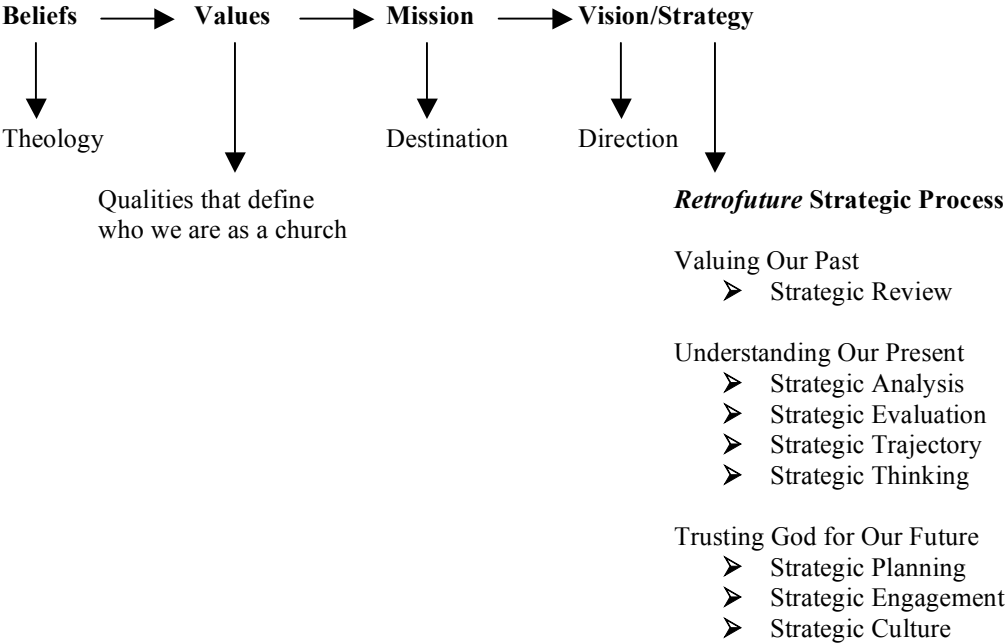 Beliefs Values Mission Vision/Strategy
Theology Destination Direction
Qualities that define
who we are as a church
Retrofuture Strategic Process
Valuing Our Past
➢ Strategic Review
Understanding Our Present
➢ Strategic Analysis
➢ Strategic Evaluation
➢ Strategic Trajectory
➢ Strategic Thinking
Trusting God for Our Future
➢ Strategic Planning
➢ Strategic Engagement
➢ Strategic Culture